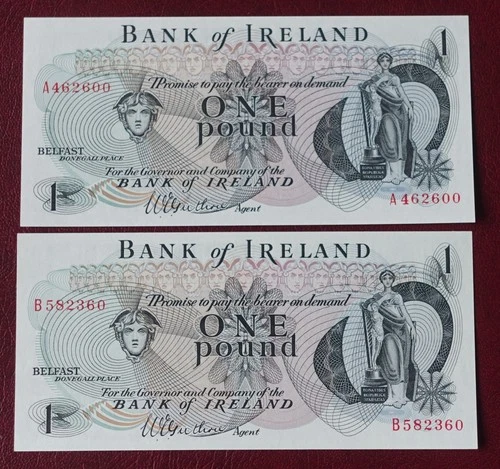 BANK of IRELAND
1
I Promise to pay the bearer on demand
A462600
ONE
pound
BELFAST
DONEGALL PLACE
For the Governor and Company of the
BANK OF IRELAND
1
Agent
A462600
BANK of IRELAND
1
I Promise to pay the bearer on demand
B582360
ONE
pound
BELFAST
DONEGALL PLACE
For the Governor and Company of the
BANK OF IRELAND
1
Agent
B582360